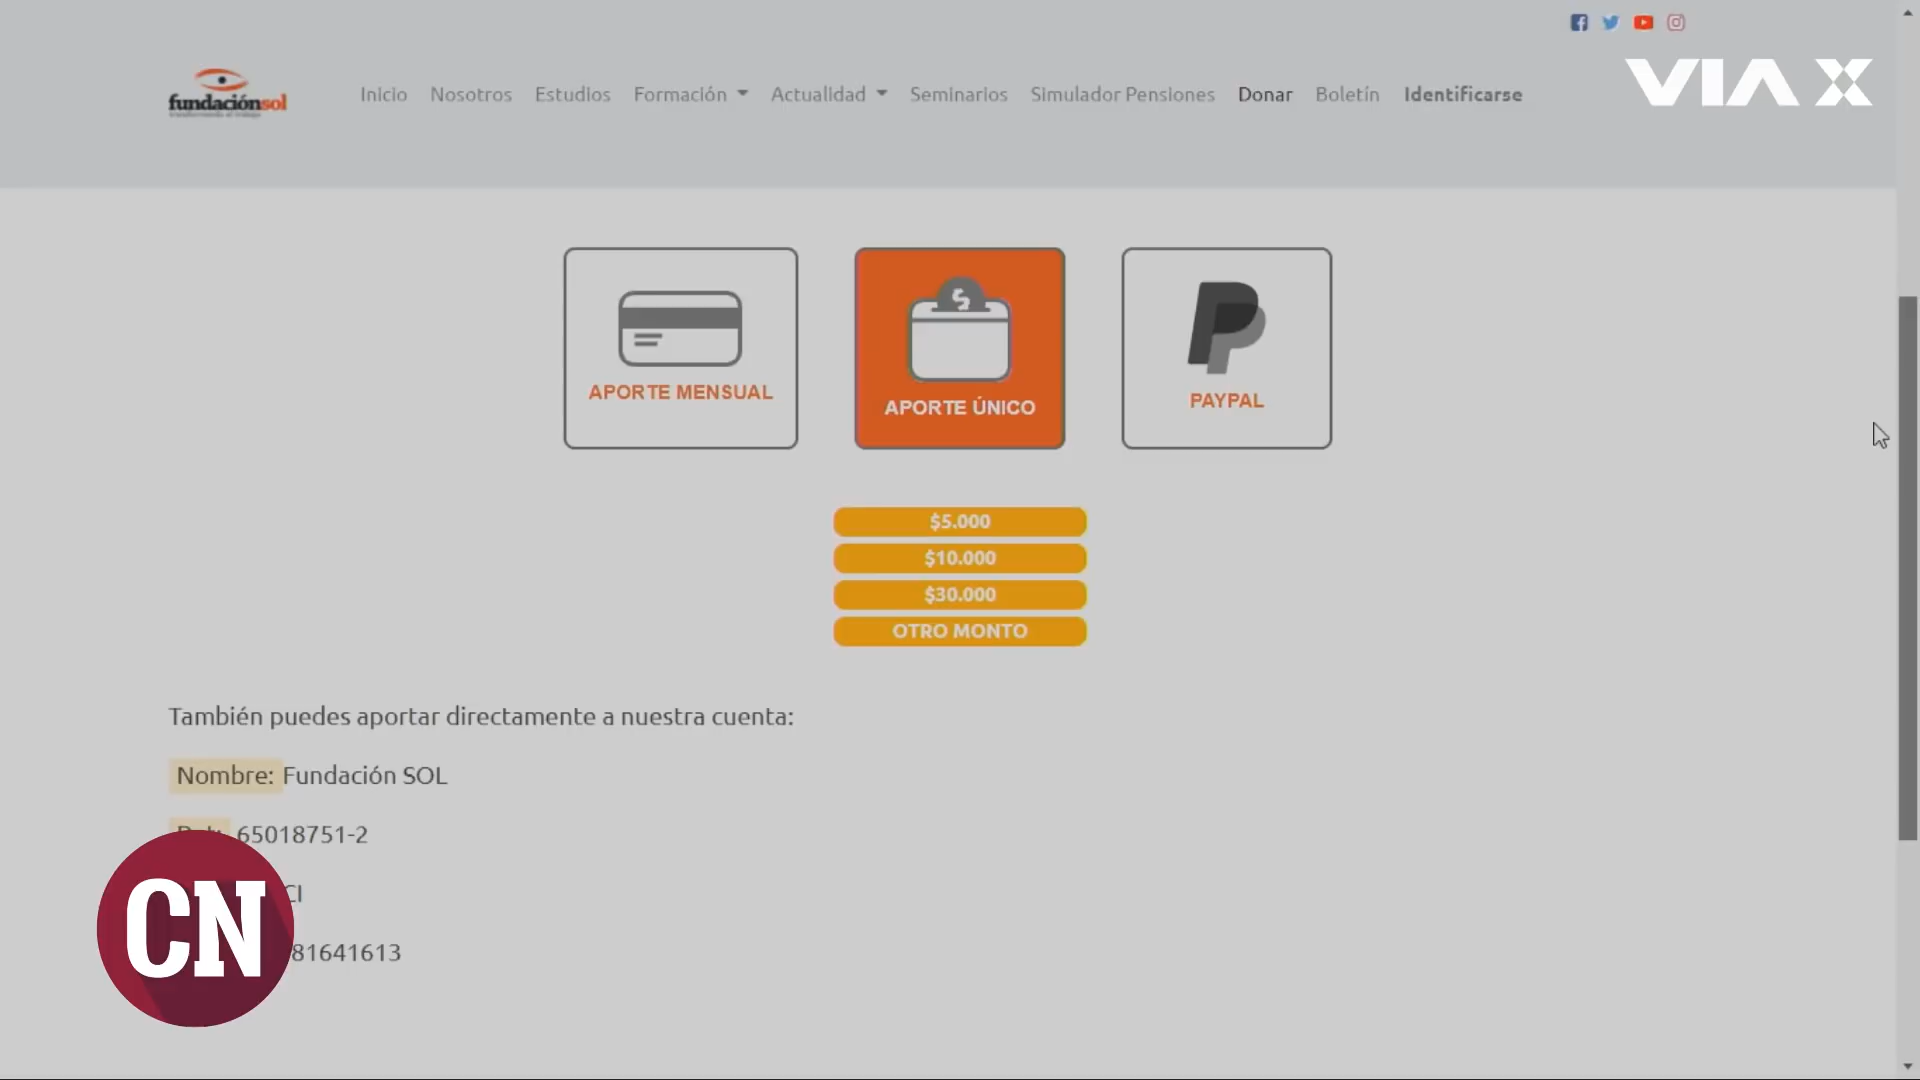 VIA X
fundaciónsol
Inicio Nosotros Estudios Formación Actualidad Seminarios Simulador Pensiones Donar Boletín Identificarse
APORTE MENSUAL
APORTE ÚNICO
PAYPAL
$5.000
$10.000
$30.000
OTRO MONTO
También puedes aportar directamente a nuestra cuenta:
Nombre: Fundación SOL
65018751-2
CI
81641613
CN